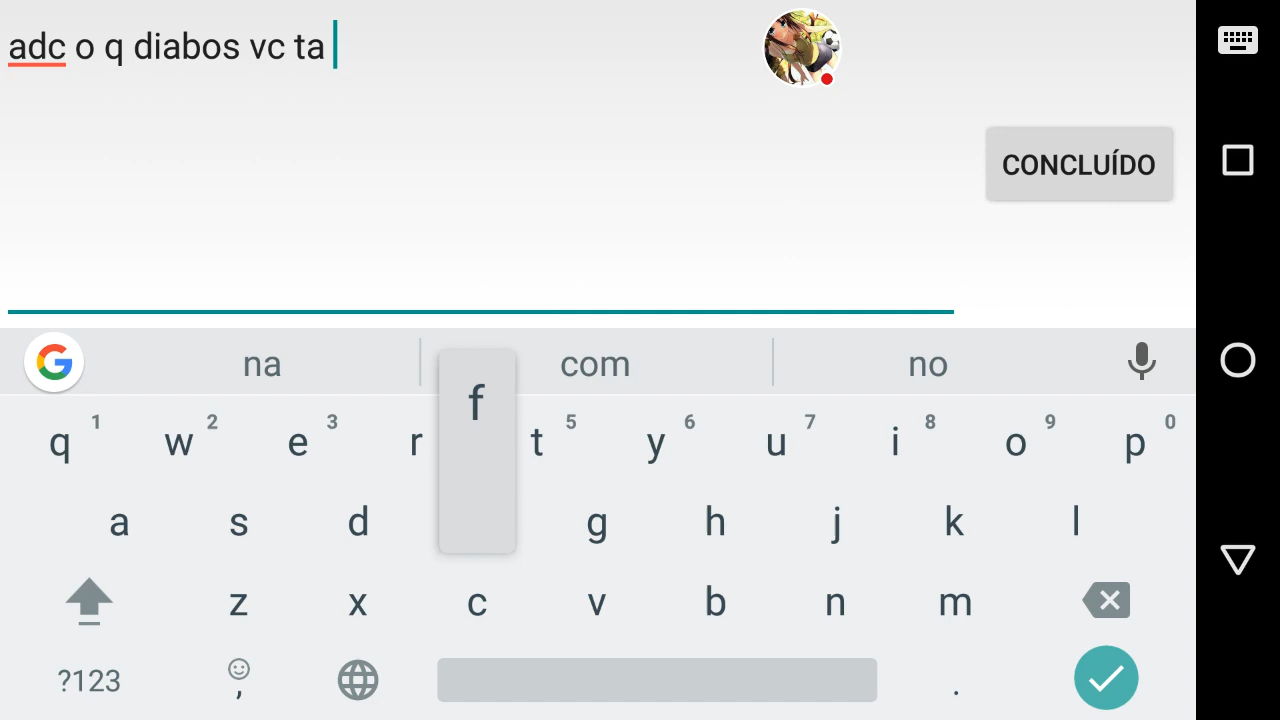 adc o q diabos vc ta
CONCLUÍDO
na com no
f
q 1 w 2 e 3 r t 5 y 6 u 7 i 8 o 9 p 0
a s d g h j k l
z x c v b n m
?123 , .